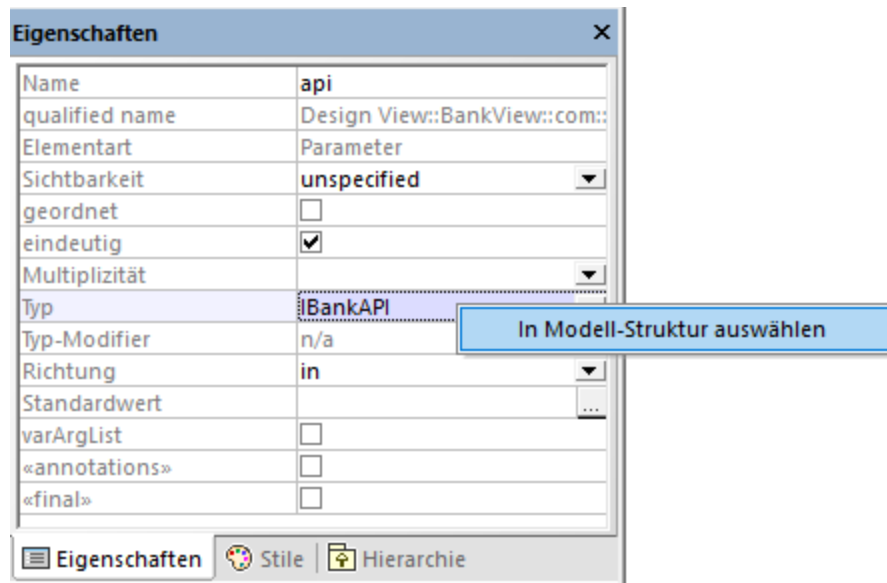 Eigenschaften
Name api
qualified name Design View::BankView::com::
Elementart Parameter
Sichtbarkeit unspecified
geordnet
eindeutig
Multiplizität
Typ IBankAPI
In Modell-Struktur auswählen
Typ-Modifier n/a
Richtung in
Standardwert ...
varArgList
«annotations»
«final»
Eigenschaften Stile Hierarchie